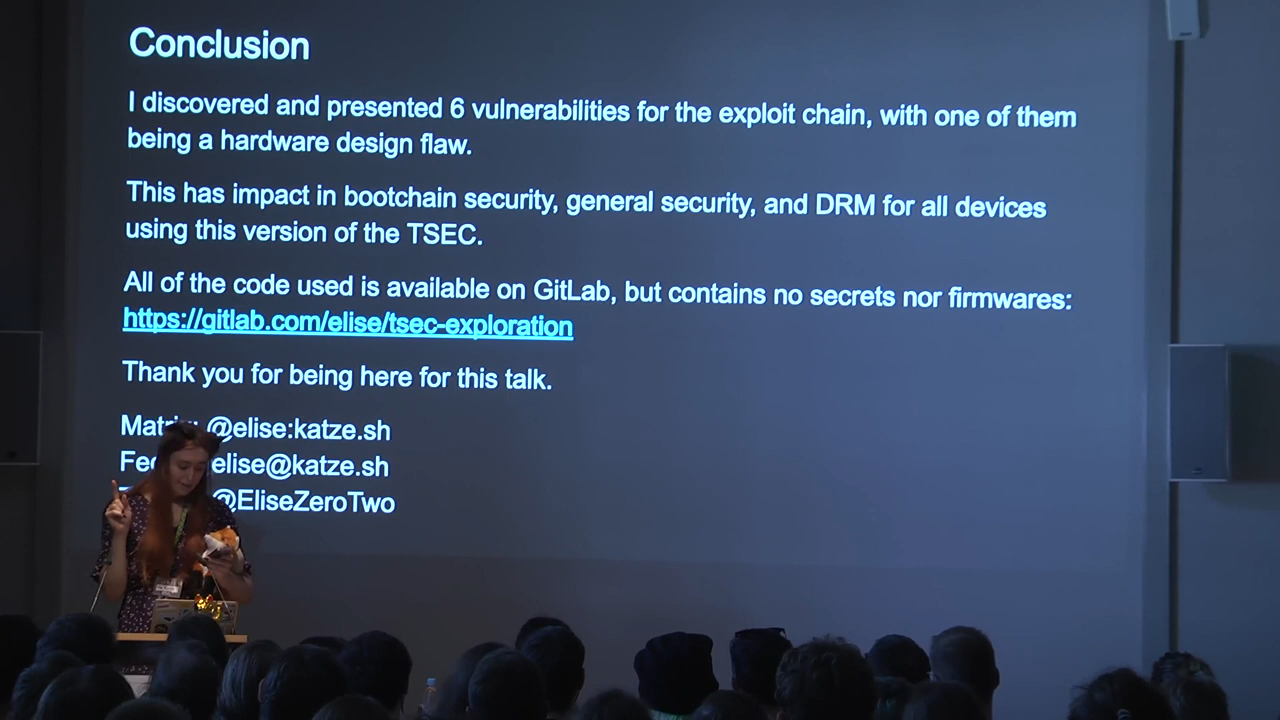 Conclusion
I discovered and presented 6 vulnerabilities for the exploit chain, with one of them
being a hardware design flaw.
This has impact in bootchain security, general security, and DRM for all devices
using this version of the TSEC.
All of the code used is available on GitLab, but contains no secrets nor firmwares:
https://gitlab.com/elise/tsec-exploration
Thank you for being here for this talk.
@elise:katze.sh
elise@katze.sh
@EliseZeroTwo